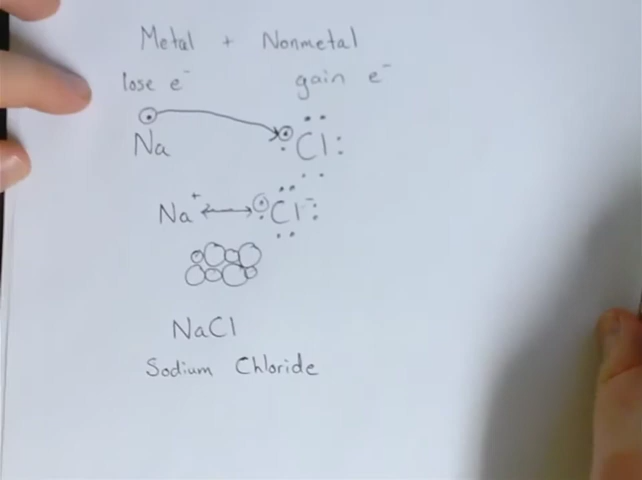 Metal + Nonmetal
lose e⁻ gain e⁻
Na Cl
Na⁺ Cl⁻
NaCl
Sodium Chloride